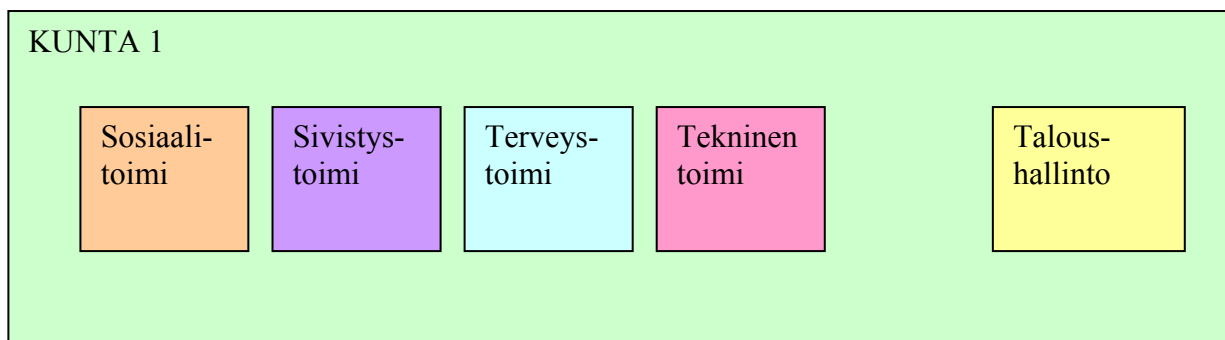 KUNTA 1
Sosiaali-
toimi
Sivistys-
toimi
Terveys-
toimi
Tekninen
toimi
Talous-
hallinto